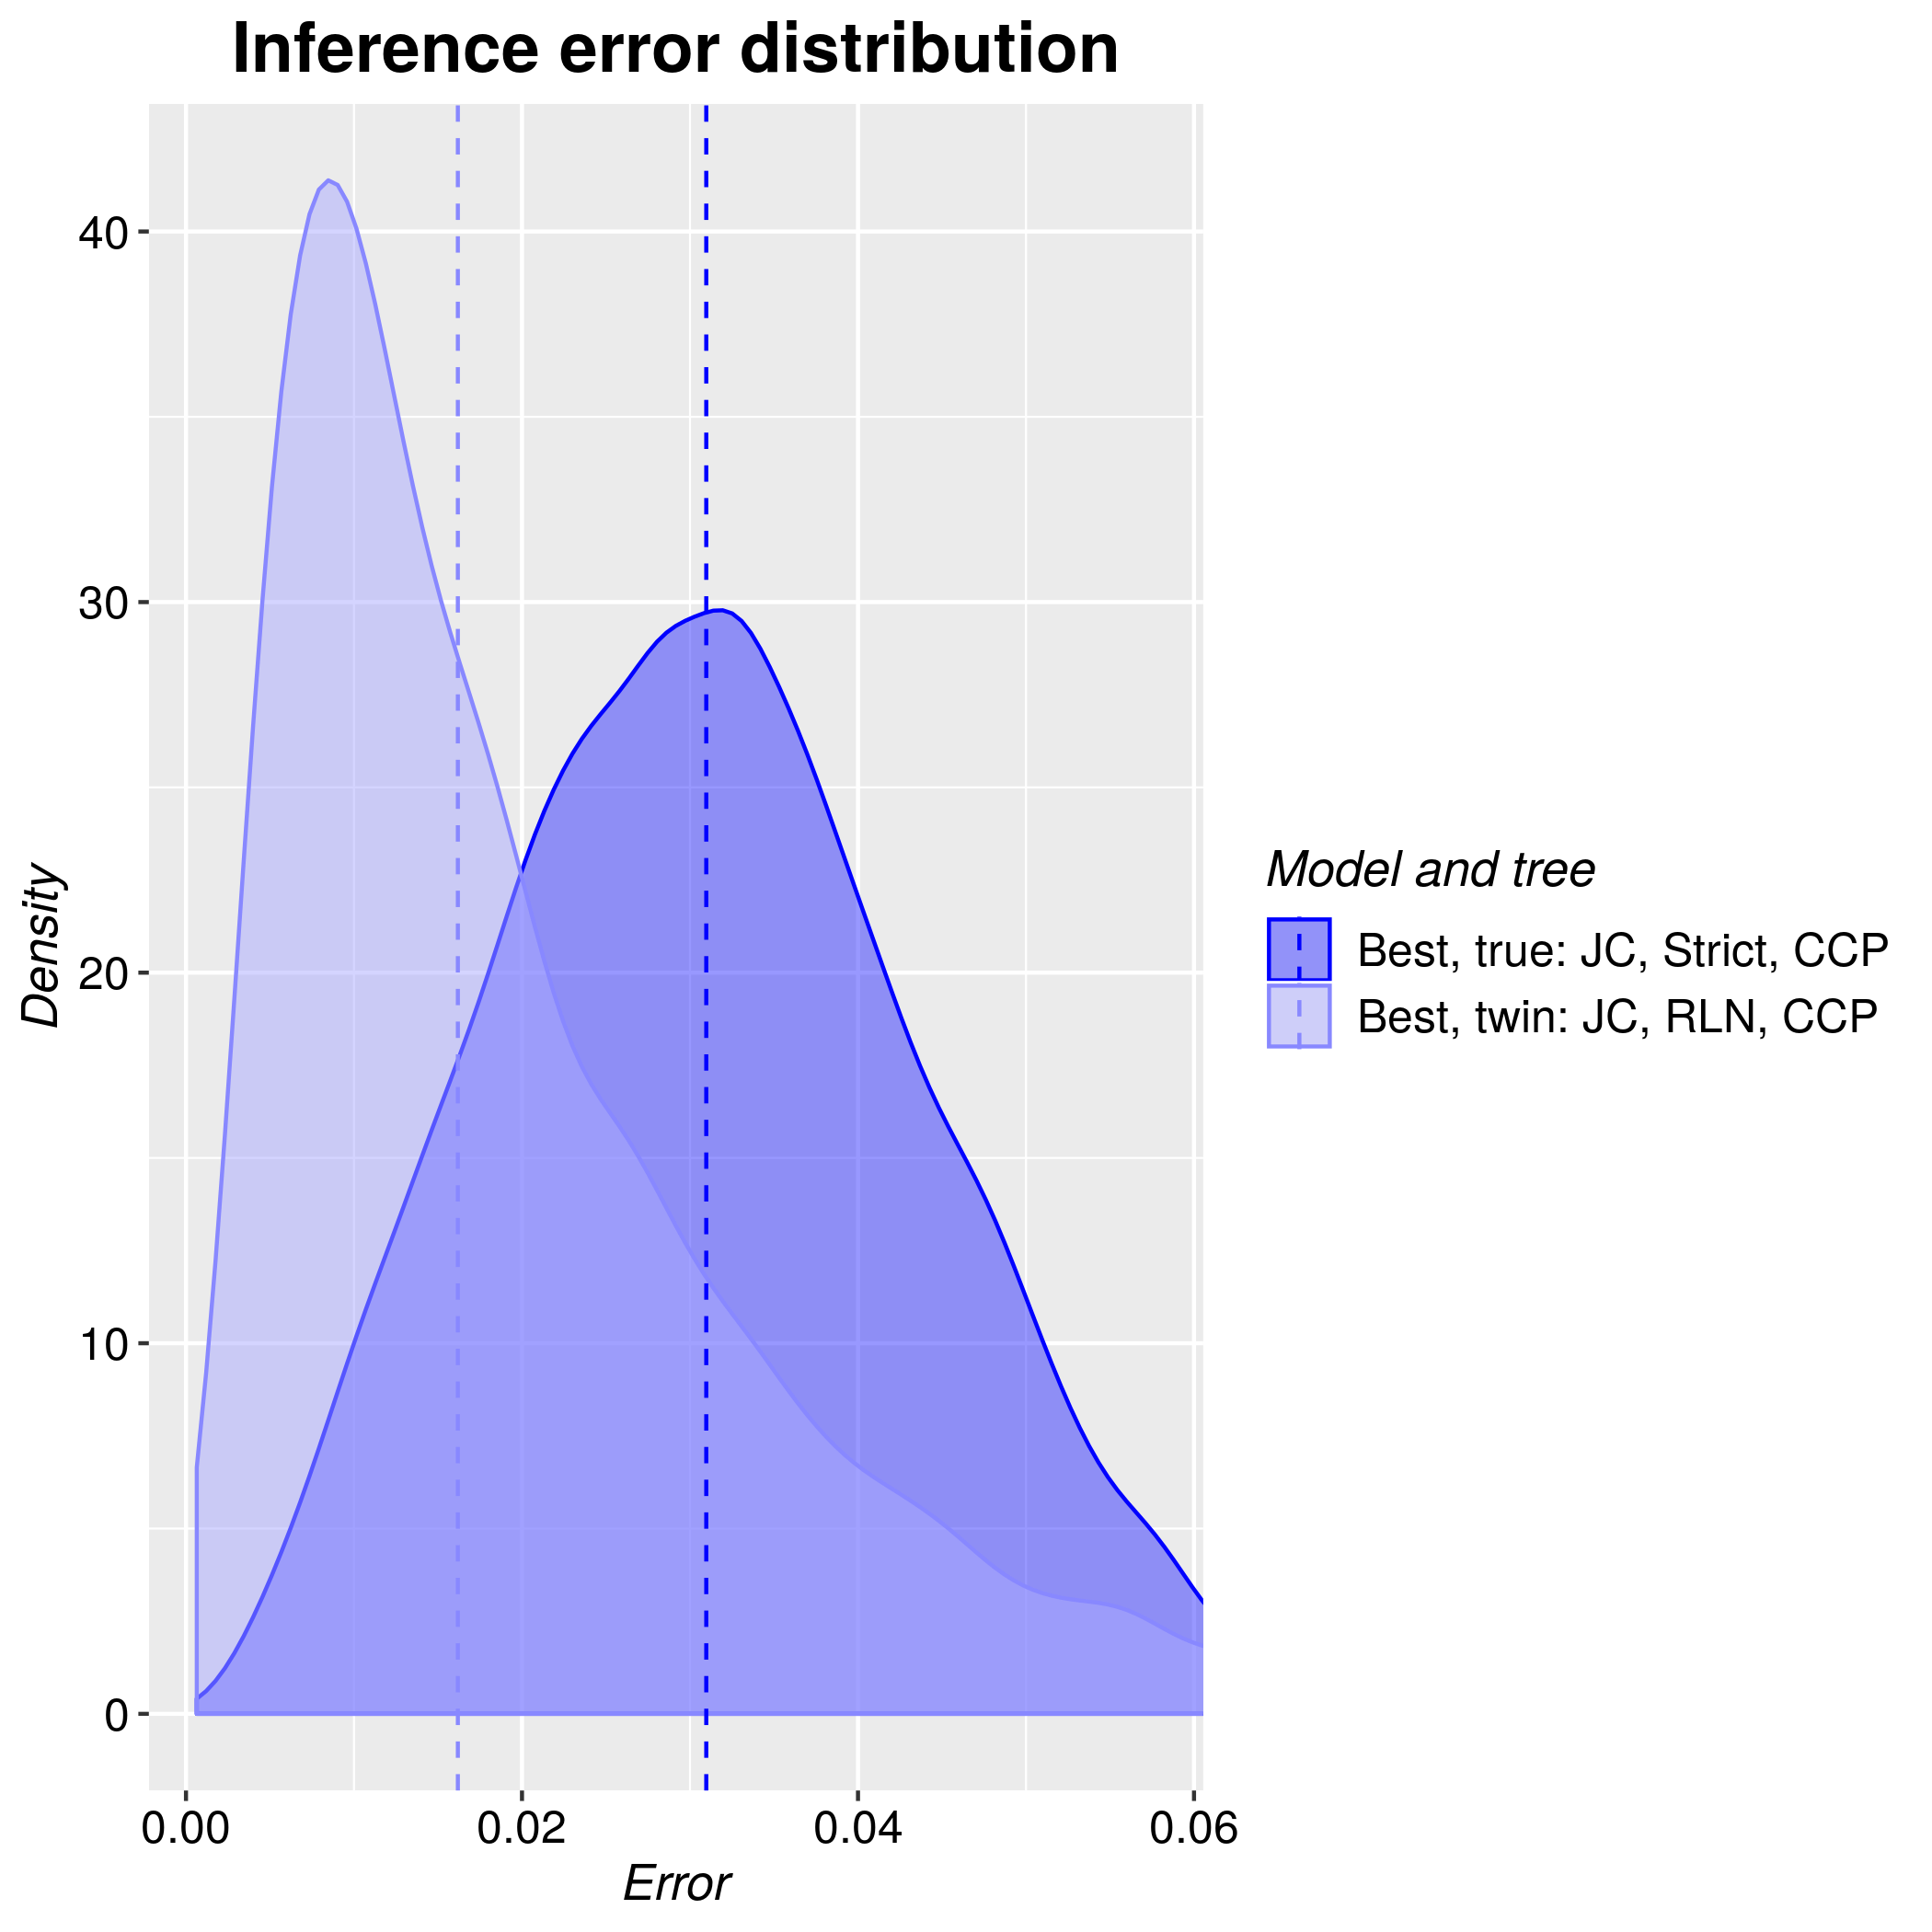 Inference error distribution
40
30
20
10
0
Density
0.00
0.02
0.04
0.06
Error
Model and tree
Best, true: JC, Strict, CCP
Best, twin: JC, RLN, CCP